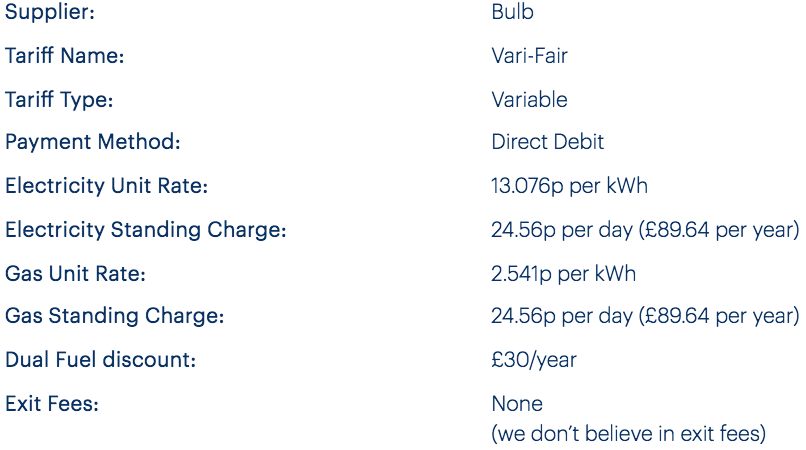 Supplier: Bulb
Tariff Name: Vari-Fair
Tariff Type: Variable
Payment Method: Direct Debit
Electricity Unit Rate: 13.076p per kWh
Electricity Standing Charge: 24.56p per day (£89.64 per year)
Gas Unit Rate: 2.541p per kWh
Gas Standing Charge: 24.56p per day (£89.64 per year)
Dual Fuel discount: £30/year
Exit Fees: None
(we don't believe in exit fees)